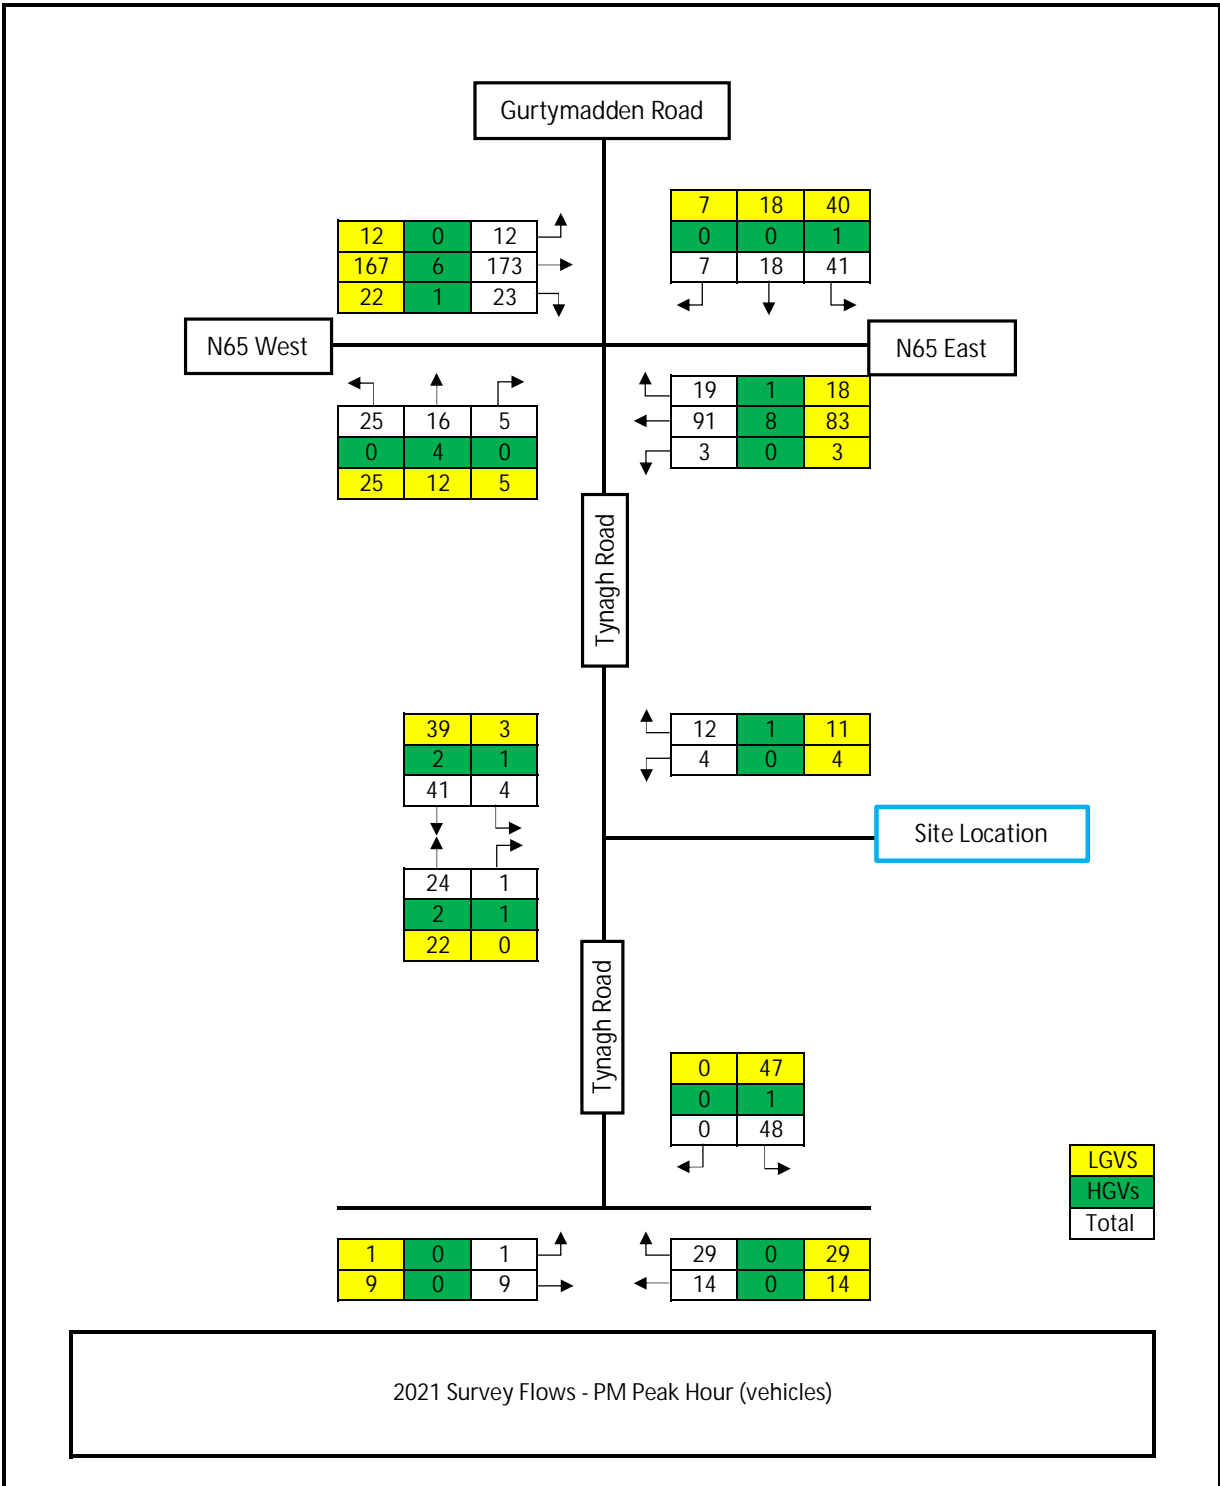 Gurtymadden Road
7 18 40
0 0 1
7 18 41
12 0 12
167 6 173
22 1 23
N65 West
N65 East
25 16 5
0 4 0
25 12 5
19 1 18
91 8 83
3 0 3
Tynagh Road
39 3
2 1
41 4
12 1 11
4 0 4
Site Location
24 1
2 1
22 0
Tynagh Road
0 47
0 1
0 48
LGVS
HGVs
Total
1 0 1
9 0 9
29 0 29
14 0 14
2021 Survey Flows - PM Peak Hour (vehicles)